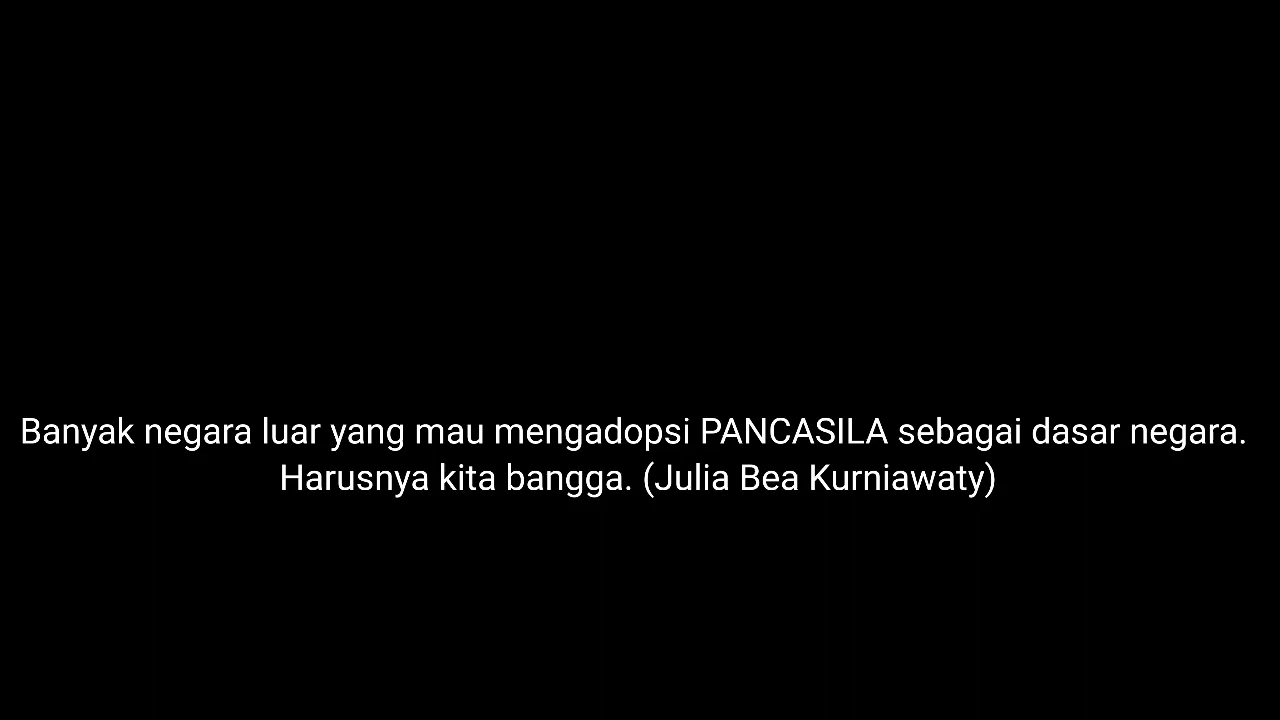 Banyak negara luar yang mau mengadopsi PANCASILA sebagai dasar negara.
Harusnya kita bangga. (Julia Bea Kurniawaty)